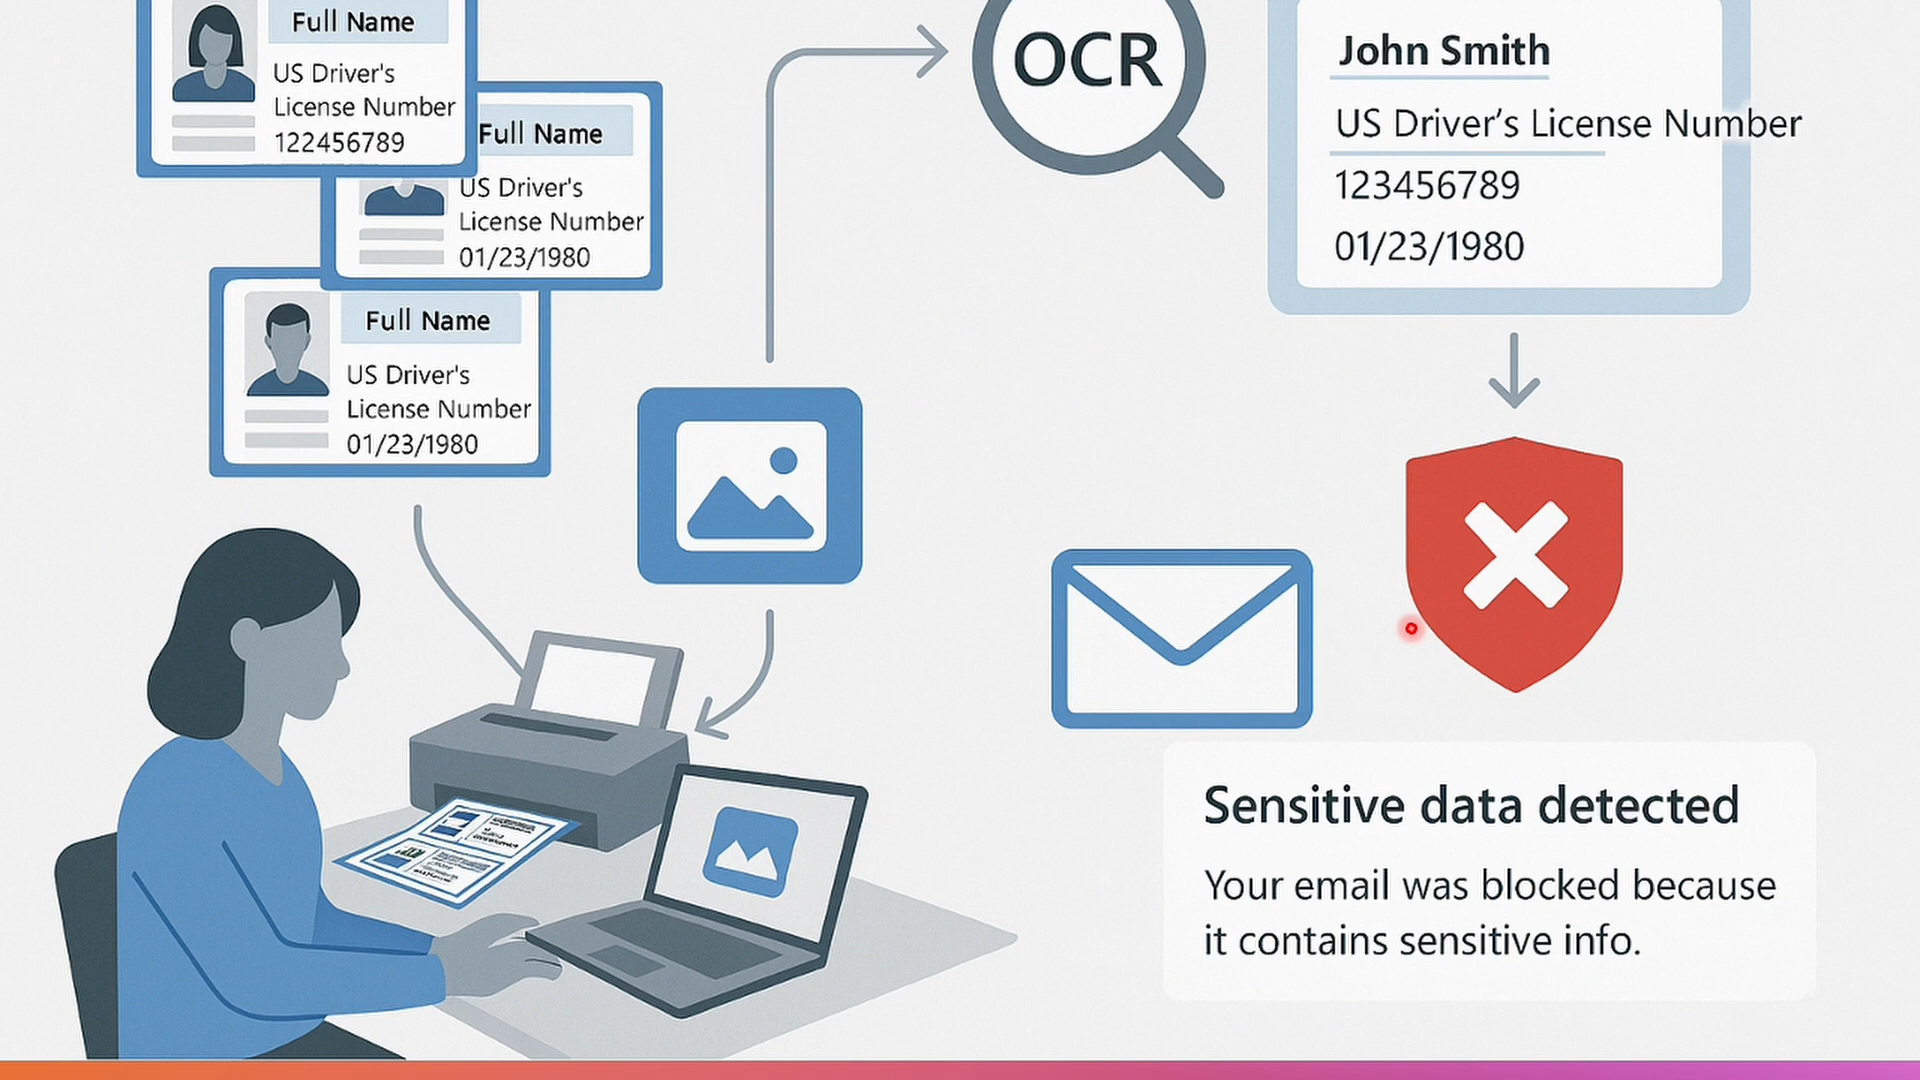 Full Name
US Driver's
License Number
122456789
Full Name
US Driver's
License Number
01/23/1980
Full Name
US Driver's
License Number
01/23/1980
OCR
John Smith
US Driver’s License Number
123456789
01/23/1980
Sensitive data detected
Your email was blocked because
it contains sensitive info.